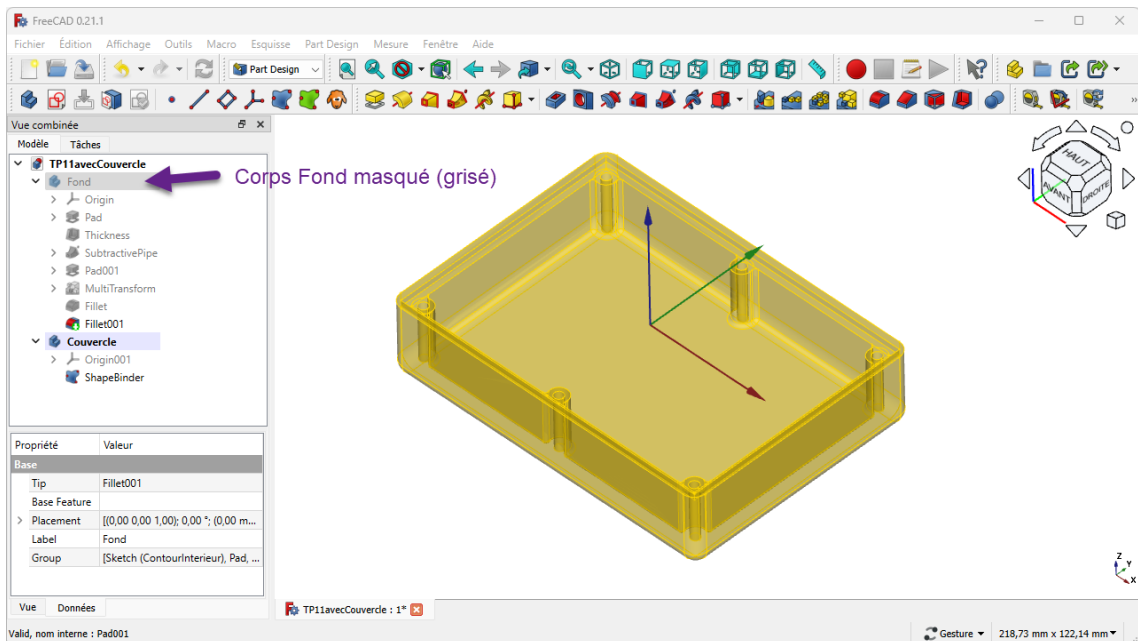 FreeCAD 0.21.1
Fichier Édition Affichage Outils Macro Esquisse Part Design Mesure Fenêtre Aide
Part Design
Vue combinée
Modèle Tâches
TP11avecCouvercle
Fond
Corps Fond masqué (grisé)
Origin
Pad
Thickness
SubtractivePipe
Pad001
MultiTransform
Fillet
Fillet001
Couvercle
Origin001
ShapeBinder
HAUT
AVANT
DROITE
Propriété Valeur
Base
Tip Fillet001
Base Feature
Placement [(0,00 0,00 1,00); 0,00 °; (0,00 m...
Label Fond
Group [Sketch (ContourInterieur), Pad, ...
Z
Y
X
Vue Données
TP11avecCouvercle : 1*
Valid, nom interne : Pad001
Gesture
218,73 mm x 122,14 mm